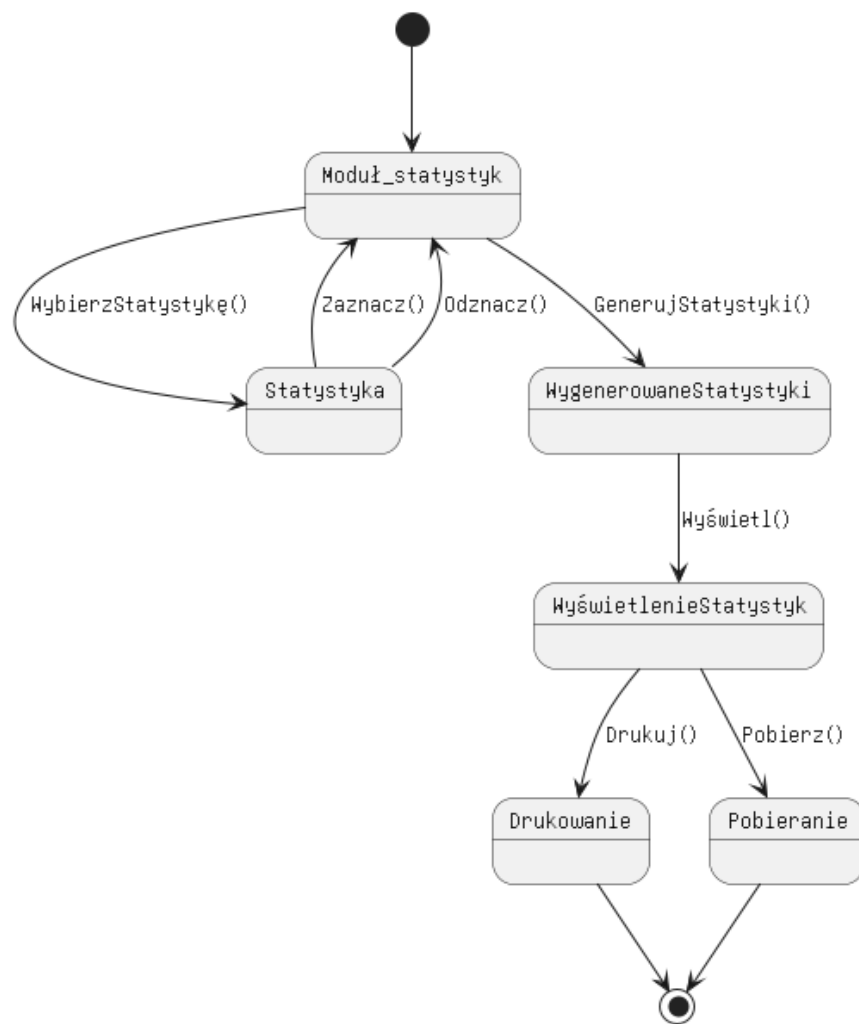 Moduł_statystyk
WybierzStatystykę()
Zaznacz()
Odznacz()
GenerujStatystyki()
Statystyka
WygenerowaneStatystyki
Wyświetl()
WyświetlenieStatystyk
Drukuj()
Pobierz()
Drukowanie
Pobieranie